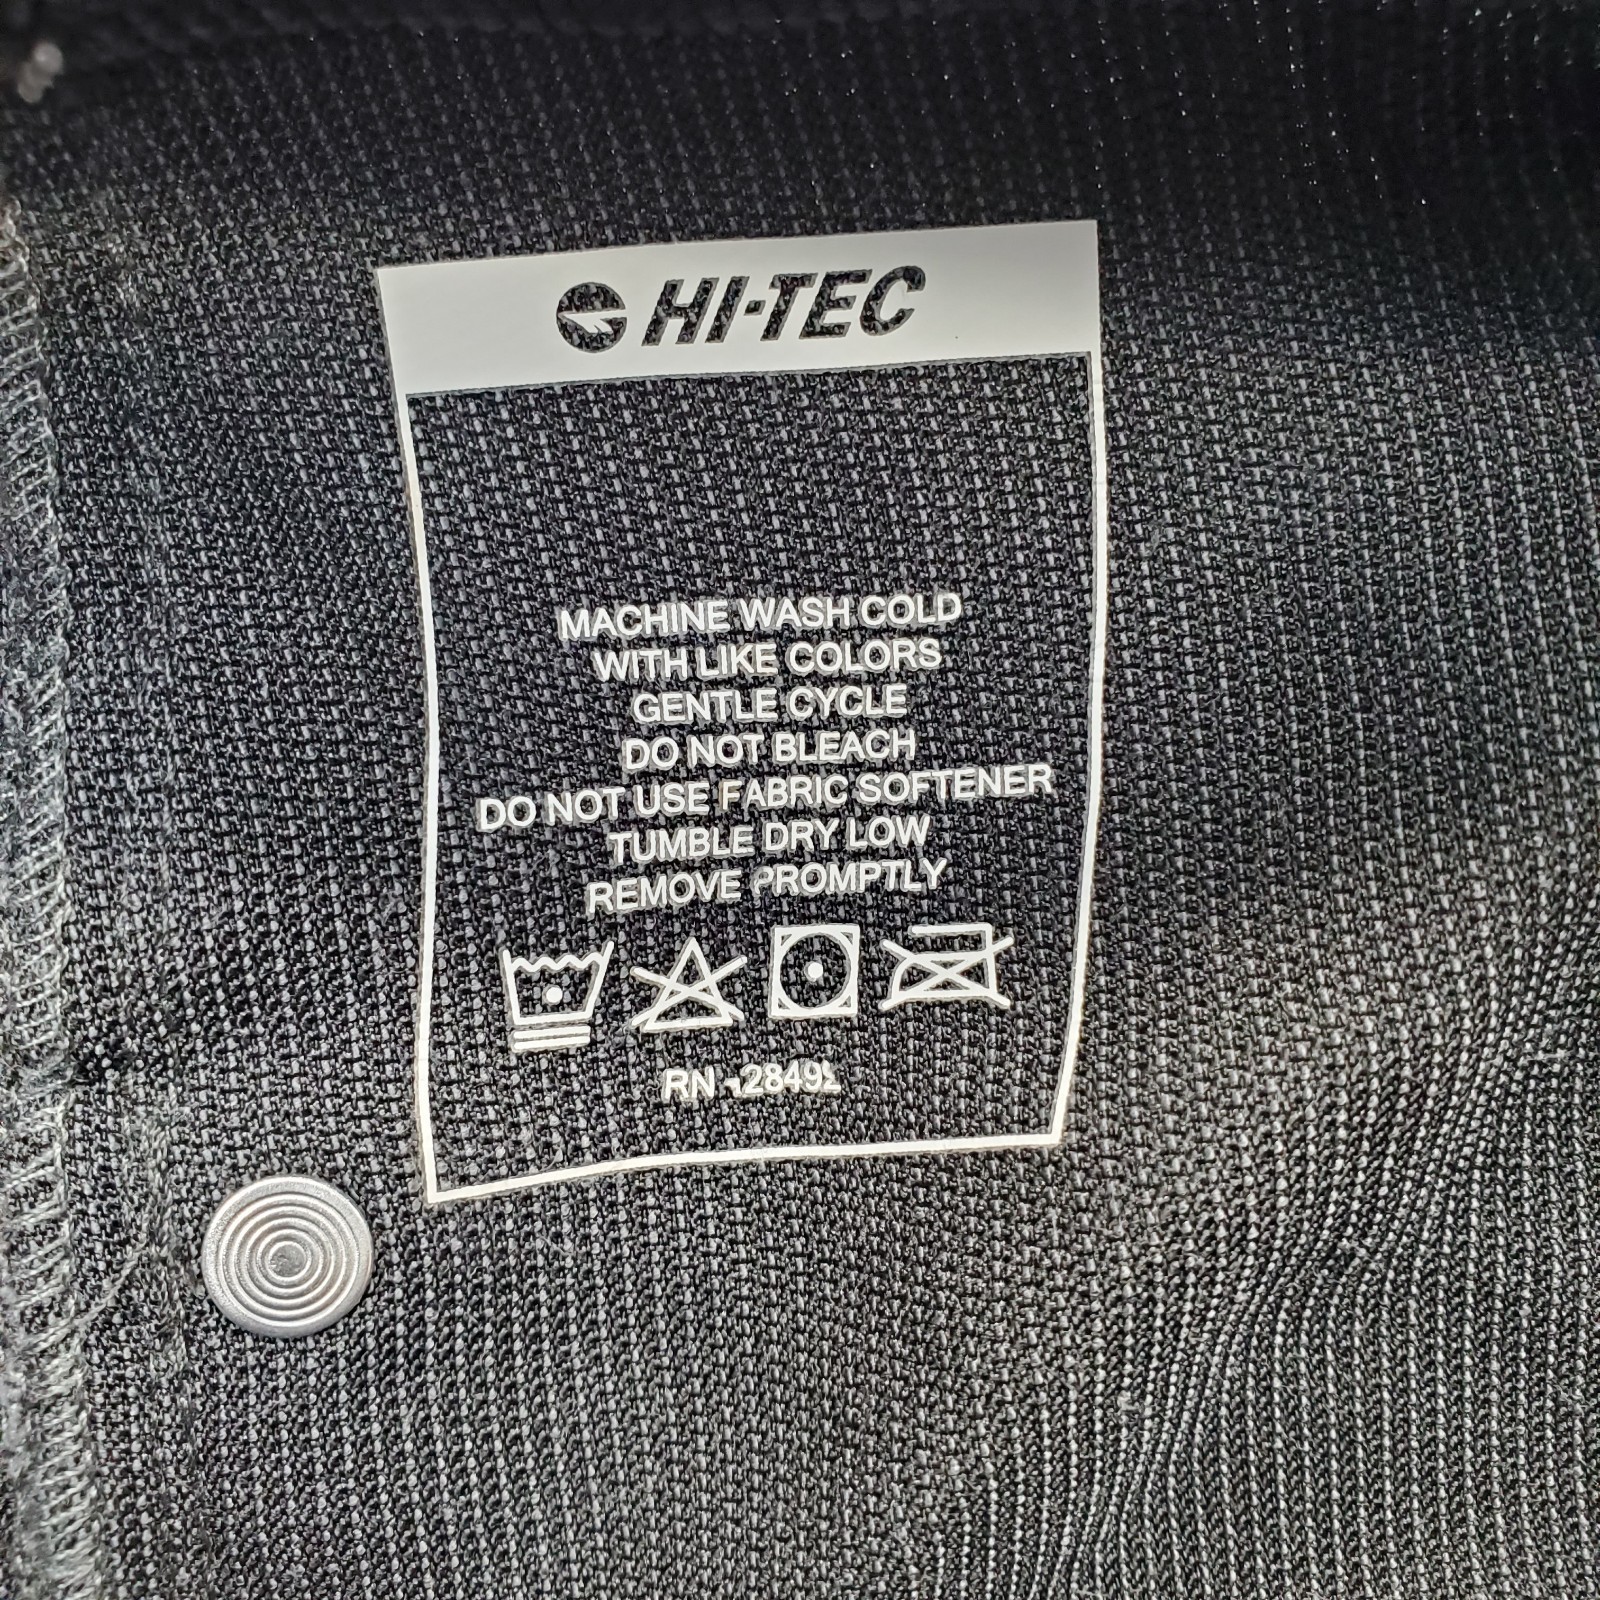 HI-TEC
MACHINE WASH COLD
WITH LIKE COLORS
GENTLE CYCLE
DO NOT BLEACH
DO NOT USE FABRIC SOFTENER
TUMBLE DRY LOW
REMOVE PROMPTLY
RN